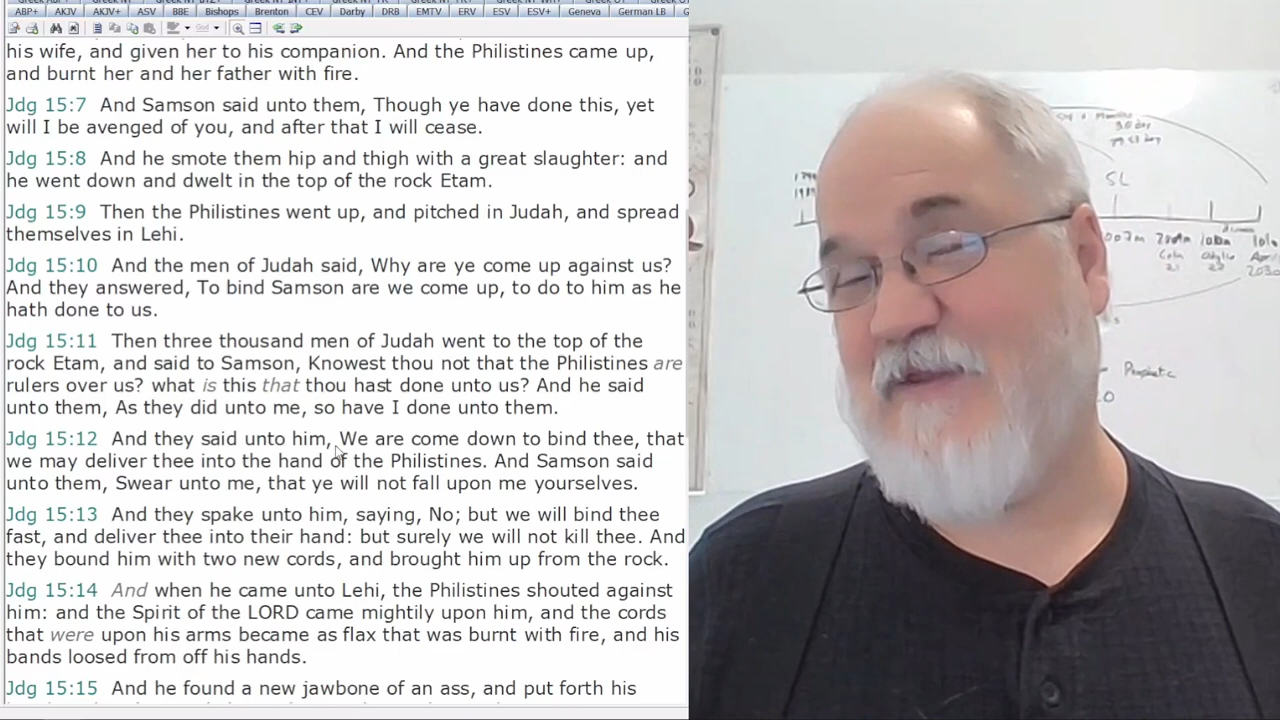 ABP+ AKJV AKJV+ ASV BBE Bishops Brenton CEV Darby DRB EMTV ERV ESV ESV+ Geneva German LB
his wife, and given her to his companion. And the Philistines came up,
and burnt her and her father with fire.
Jdg 15:7 And Samson said unto them, Though ye have done this, yet
will I be avenged of you, and after that I will cease.
Jdg 15:8 And he smote them hip and thigh with a great slaughter: and
he went down and dwelt in the top of the rock Etam.
Jdg 15:9 Then the Philistines went up, and pitched in Judah, and spread
themselves in Lehi.
Jdg 15:10 And the men of Judah said, Why are ye come up against us?
And they answered, To bind Samson are we come up, to do to him as he
hath done to us.
Jdg 15:11 Then three thousand men of Judah went to the top of the
rock Etam, and said to Samson, Knowest thou not that the Philistines are
rulers over us? what is this that thou hast done unto us? And he said
unto them, As they did unto me, so have I done unto them.
Jdg 15:12 And they said unto him, We are come down to bind thee, that
we may deliver thee into the hand of the Philistines. And Samson said
unto them, Swear unto me, that ye will not fall upon me yourselves.
Jdg 15:13 And they spake unto him, saying, No; but we will bind thee
fast, and deliver thee into their hand: but surely we will not kill thee. And
they bound him with two new cords, and brought him up from the rock.
Jdg 15:14 And when he came unto Lehi, the Philistines shouted against
him: and the Spirit of the LORD came mightily upon him, and the cords
that were upon his arms became as flax that was burnt with fire, and his
bands loosed from off his hands.
Jdg 15:15 And he found a new jawbone of an ass, and put forth his
SL
Prophetic